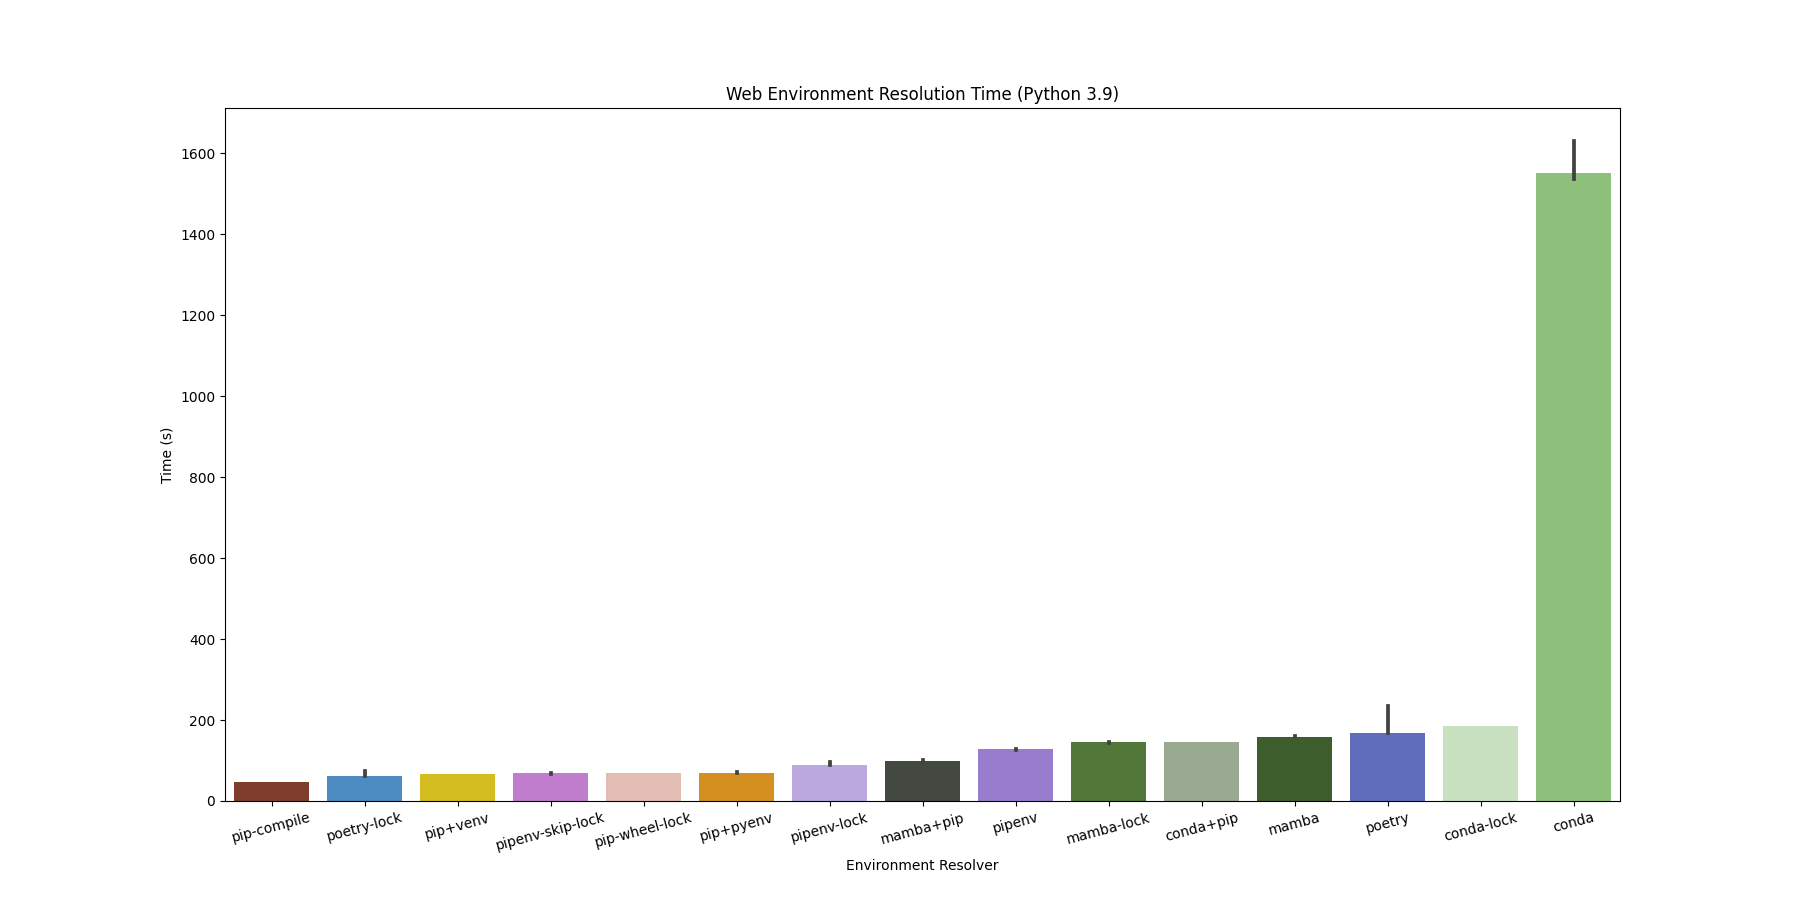 Web Environment Resolution Time (Python 3.9)
1600
1400
1200
1000
800
600
400
200
0
Time (s)
pip-compile
poetry-lock
pip+venv
pipenv-skip-lock
pip-wheel-lock
pip+pyenv
pipenv-lock
mamba+pip
pipenv
mamba-lock
conda+pip
mamba
poetry
conda-lock
conda
Environment Resolver